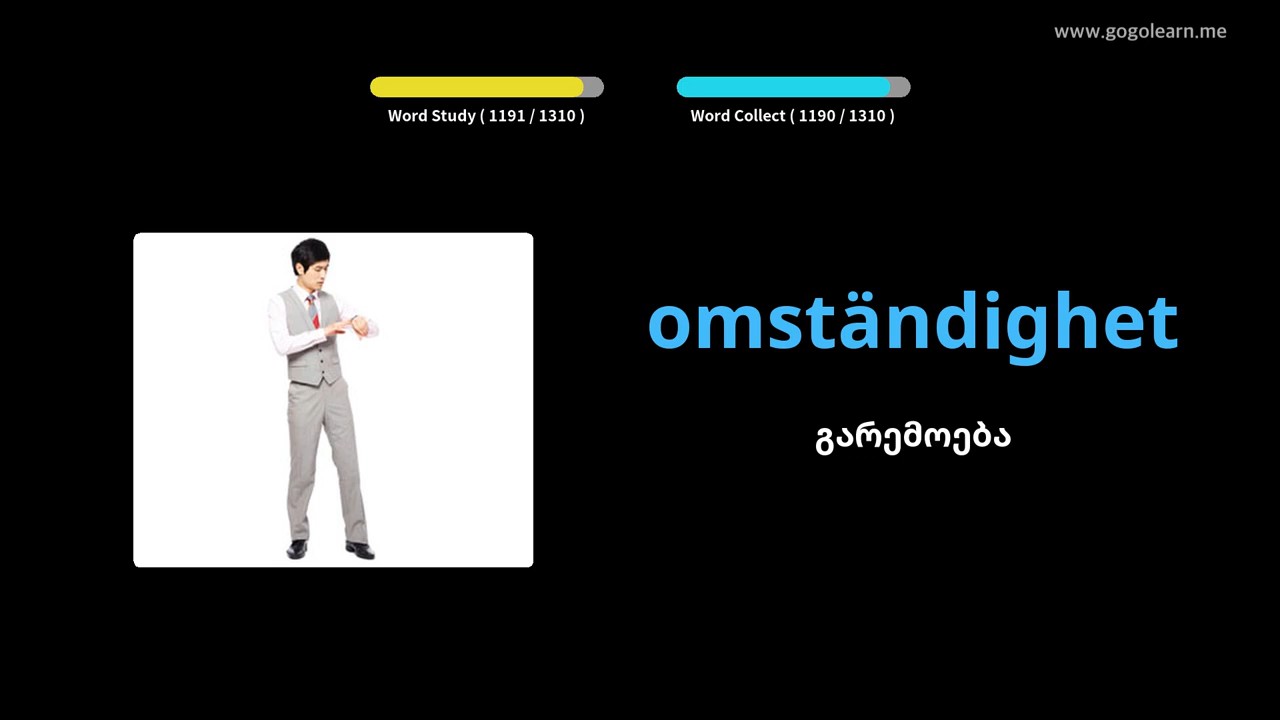 www.gogolearn.me
Word Study ( 1191 / 1310 )
Word Collect ( 1190 / 1310 )
omständighet
გარემოება